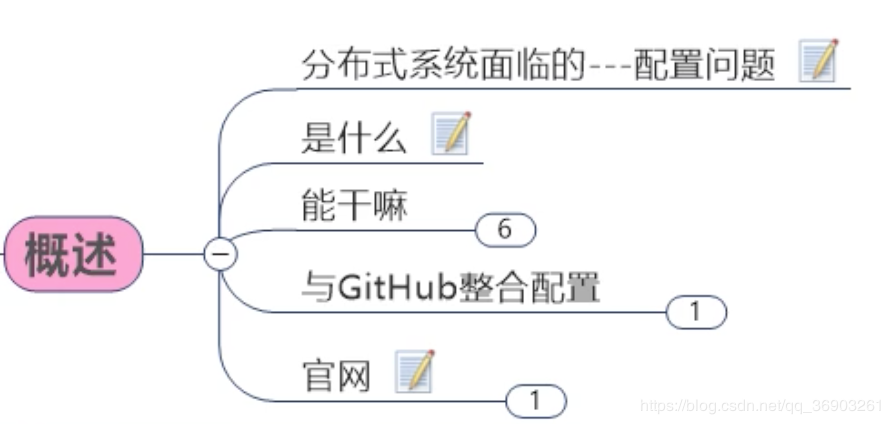 分布式系统面临的---配置问题
是什么
能干嘛
6
概述
与GitHub整合配置
1
官网
1
https://blog.csdn.net/qq_36903261